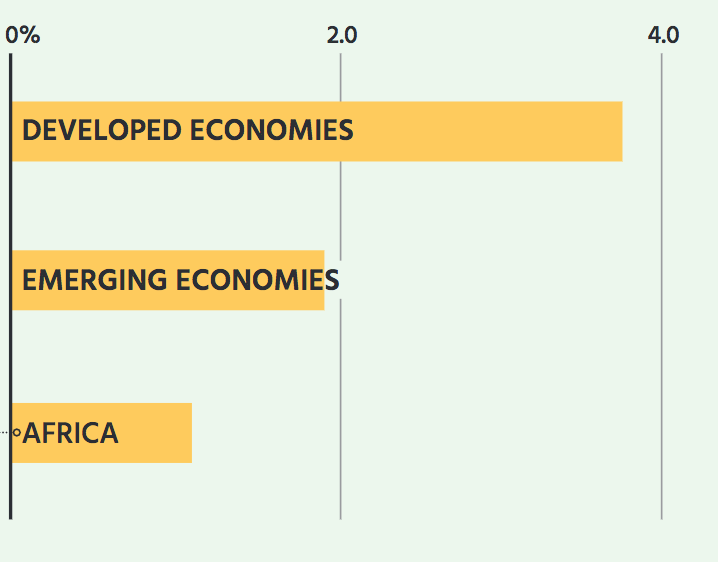 0% 2.0 4.0
DEVELOPED ECONOMIES
EMERGING ECONOMIES
AFRICA